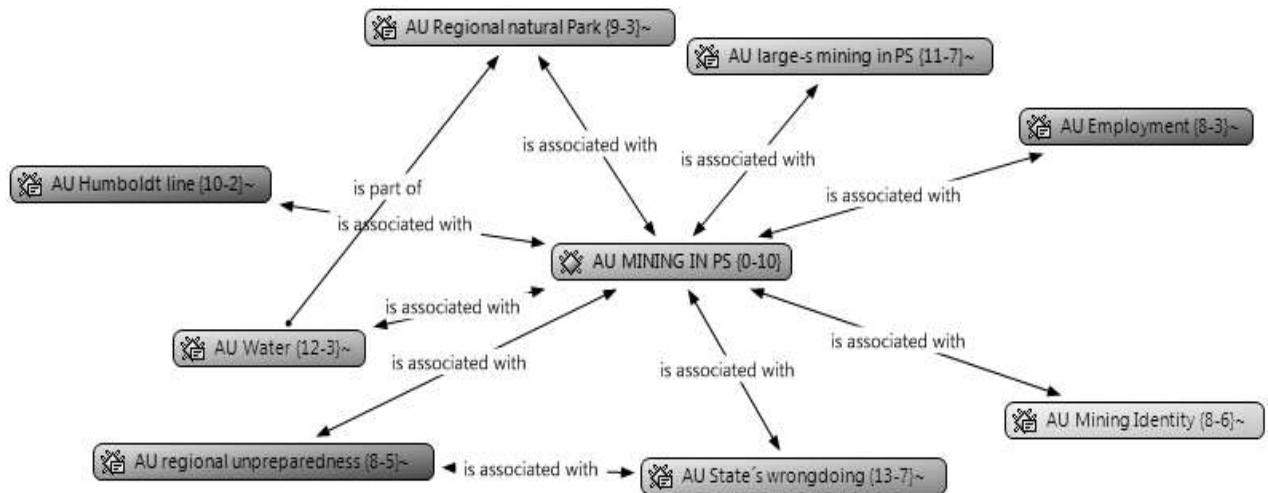 AU Regional natural Park {9-3}~
AU large-s mining in PS {11-7}~
AU Employment {8-3}~
is associated with
is associated with
AU Humboldt line {10-2}~
is part of
is associated with
is associated with
AU MINING IN PS {0-10}
is associated with
AU Water {12-3}~
is associated with
is associated with
is associated with
AU Mining Identity {8-6}~
AU regional unpreparedness {8-5}~
is associated with
AU State´s wrongdoing {13-7}~